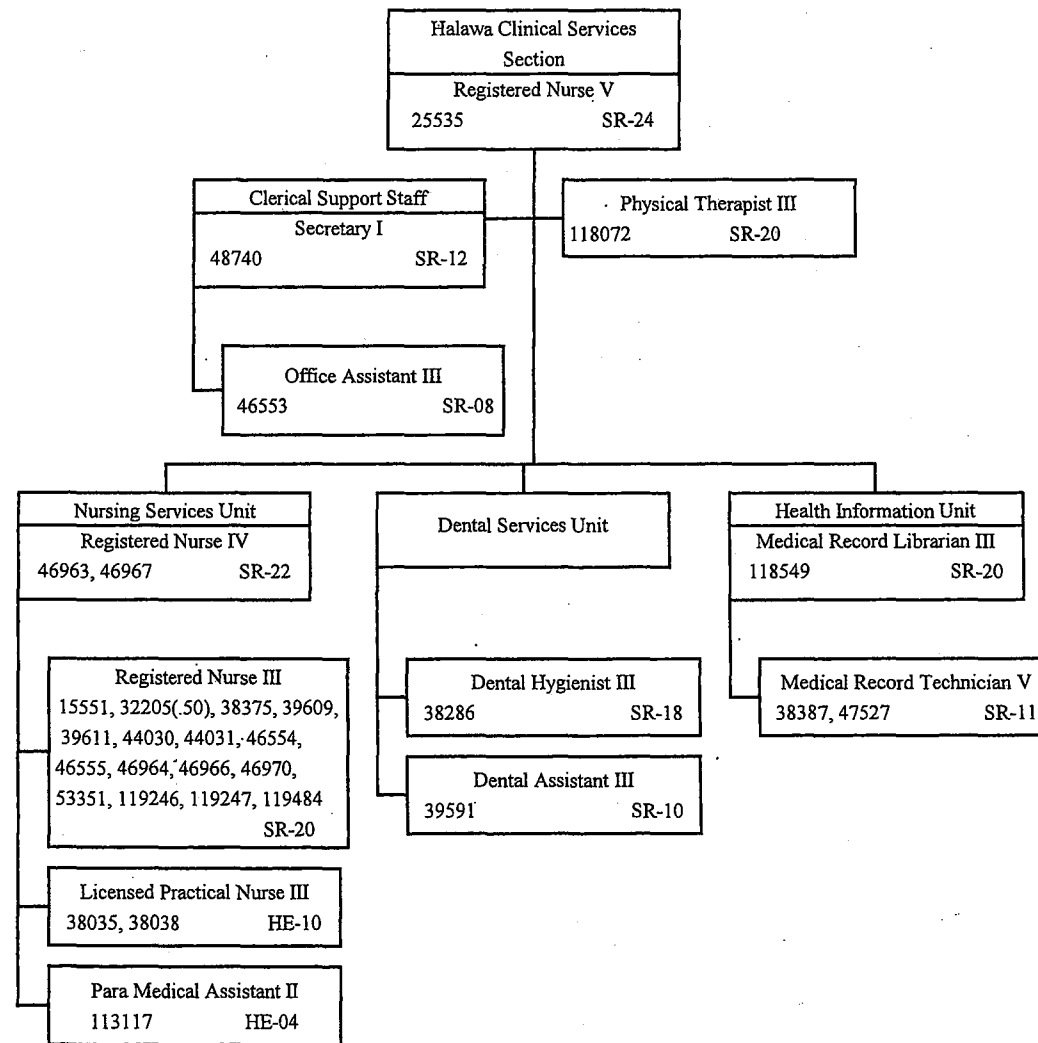 Halawa Clinical Services
Section
Registered Nurse V
25535 SR-24
Clerical Support Staff
Secretary I
48740 SR-12
Physical Therapist III
118072 SR-20
Office Assistant III
46553 SR-08
Nursing Services Unit
Registered Nurse IV
46963, 46967 SR-22
Registered Nurse III
15551, 32205(.50), 38375, 39609,
39611, 44030, 44031, 46554,
46555, 46964, 46966, 46970,
53351, 119246, 119247, 119484
SR-20
Licensed Practical Nurse III
38035, 38038 HE-10
Para Medical Assistant II
113117 HE-04
Dental Services Unit
Dental Hygienist III
38286 SR-18
Dental Assistant III
39591 SR-10
Health Information Unit
Medical Record Librarian III
118549 SR-20
Medical Record Technician V
38387, 47527 SR-11